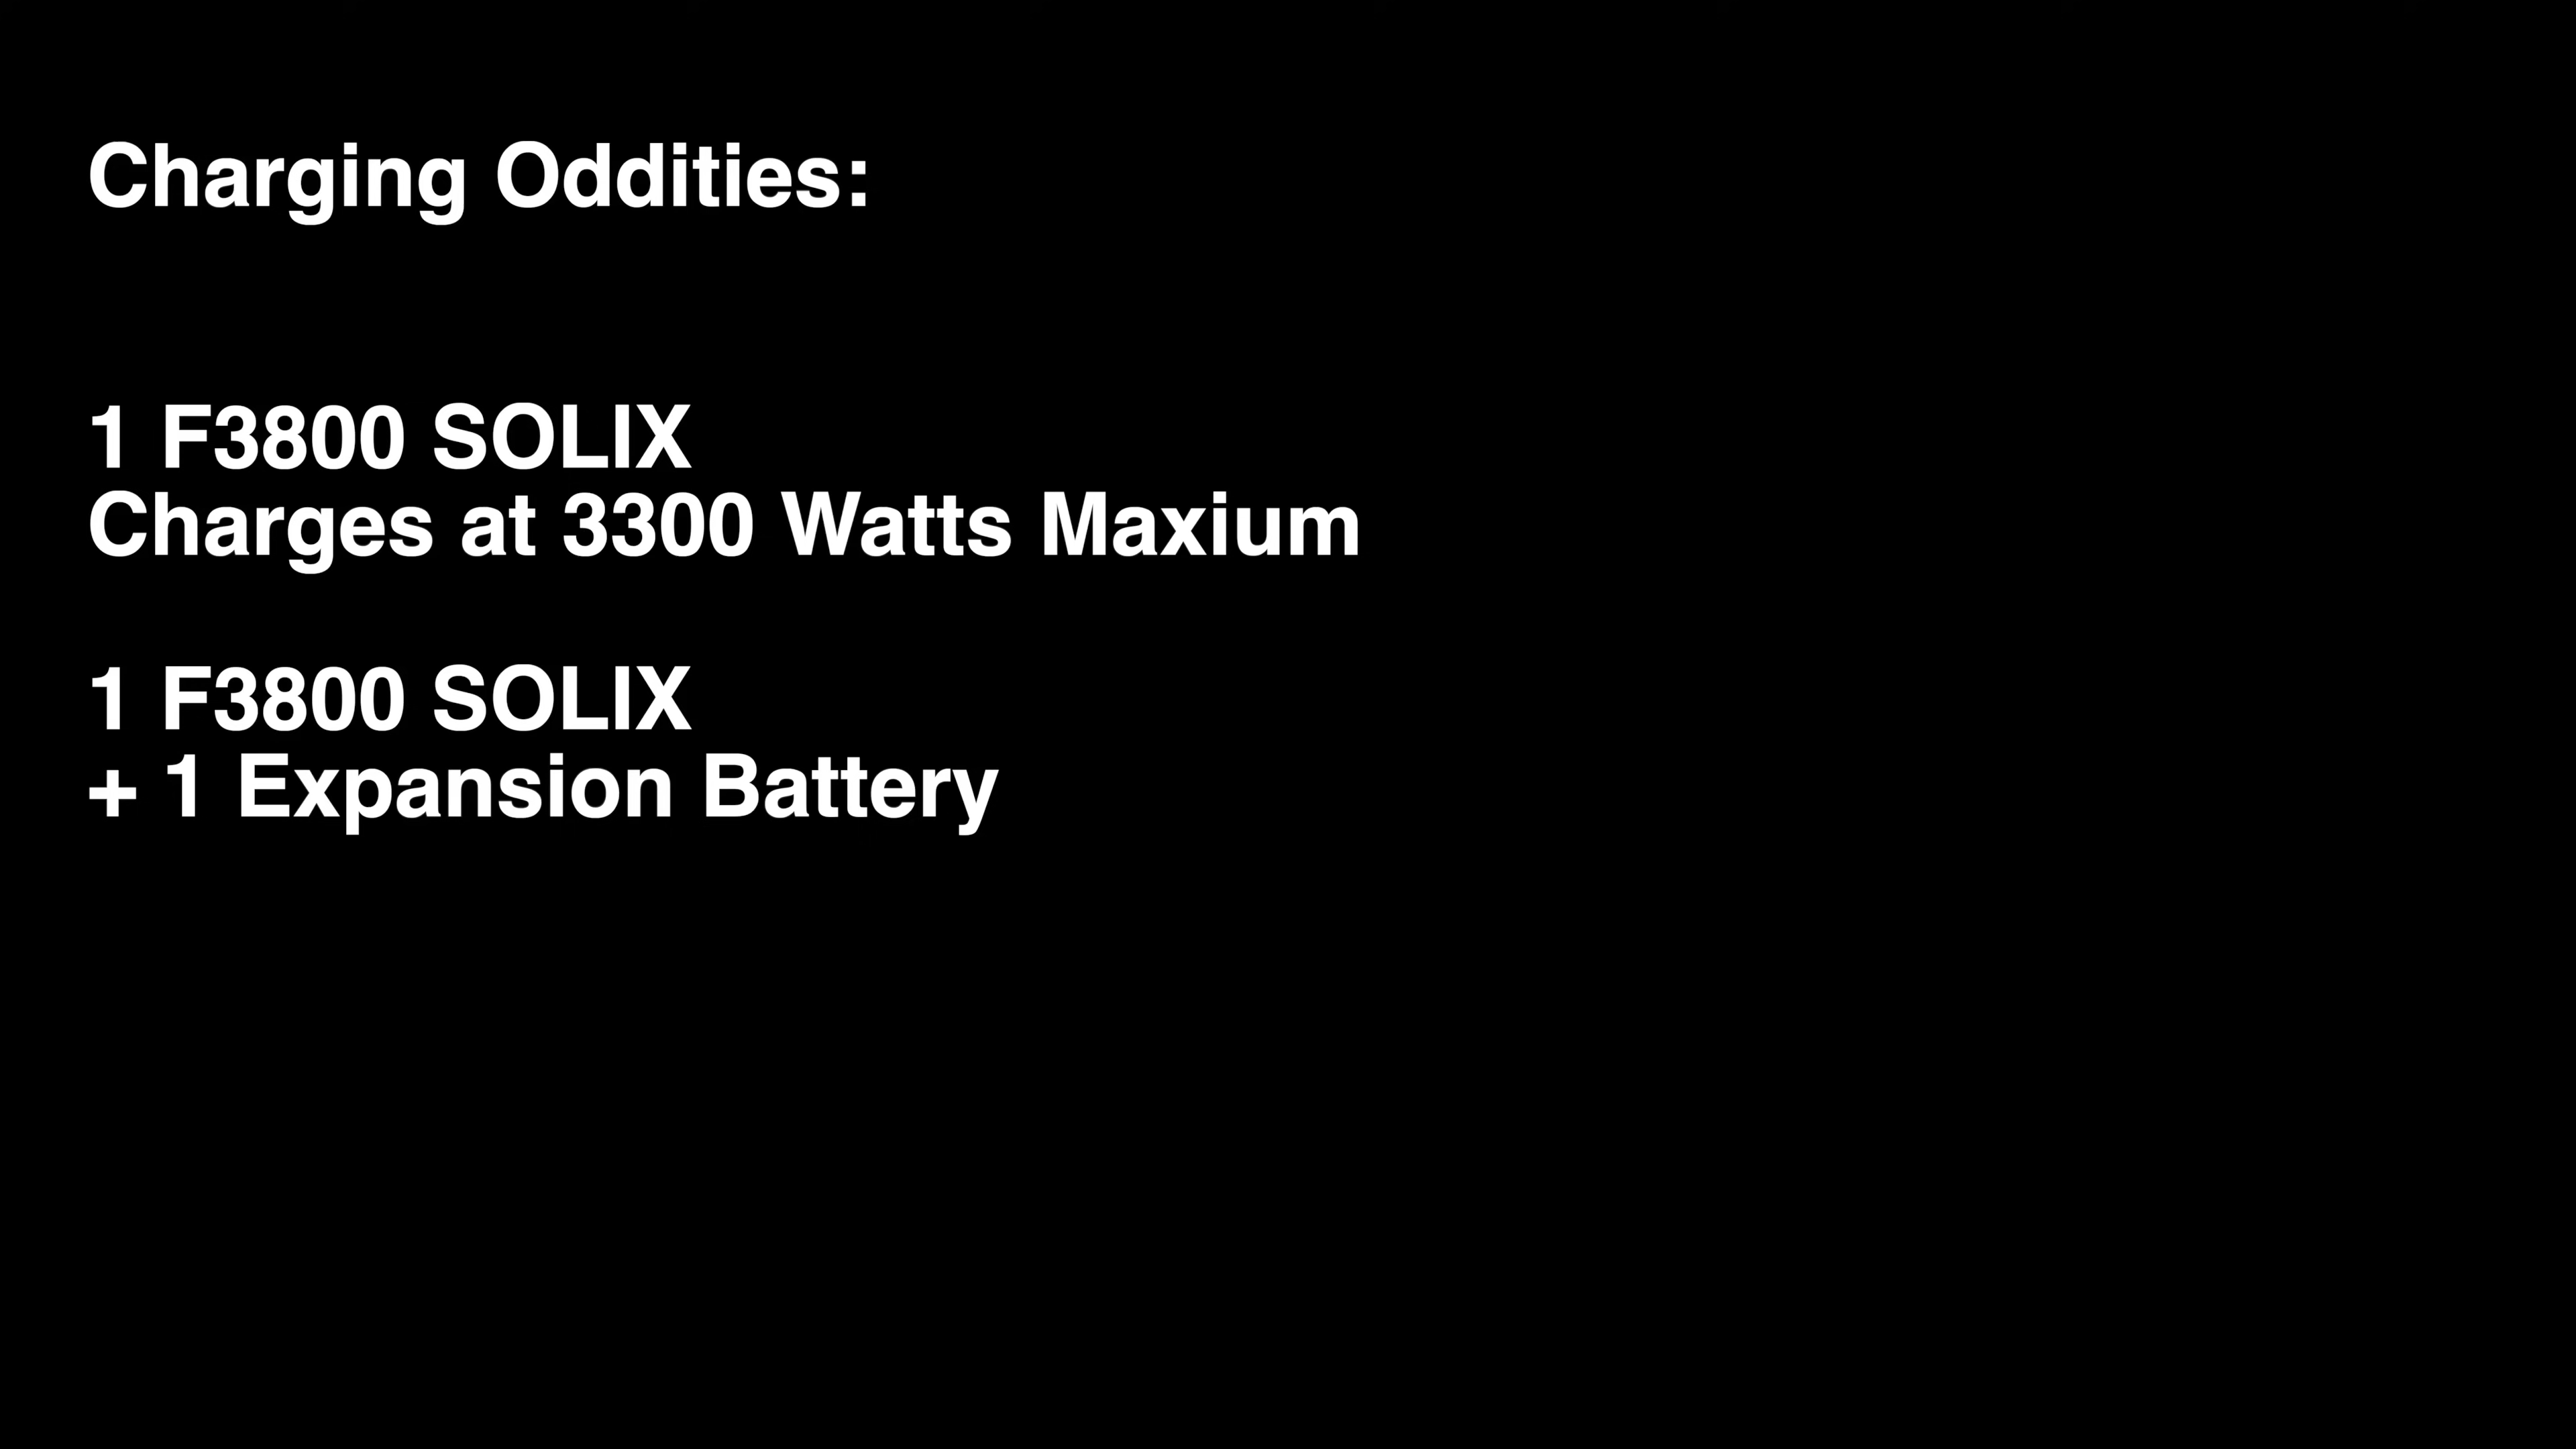 Charging Oddities:
1 F3800 SOLIX
Charges at 3300 Watts Maxium
1 F3800 SOLIX
+ 1 Expansion Battery